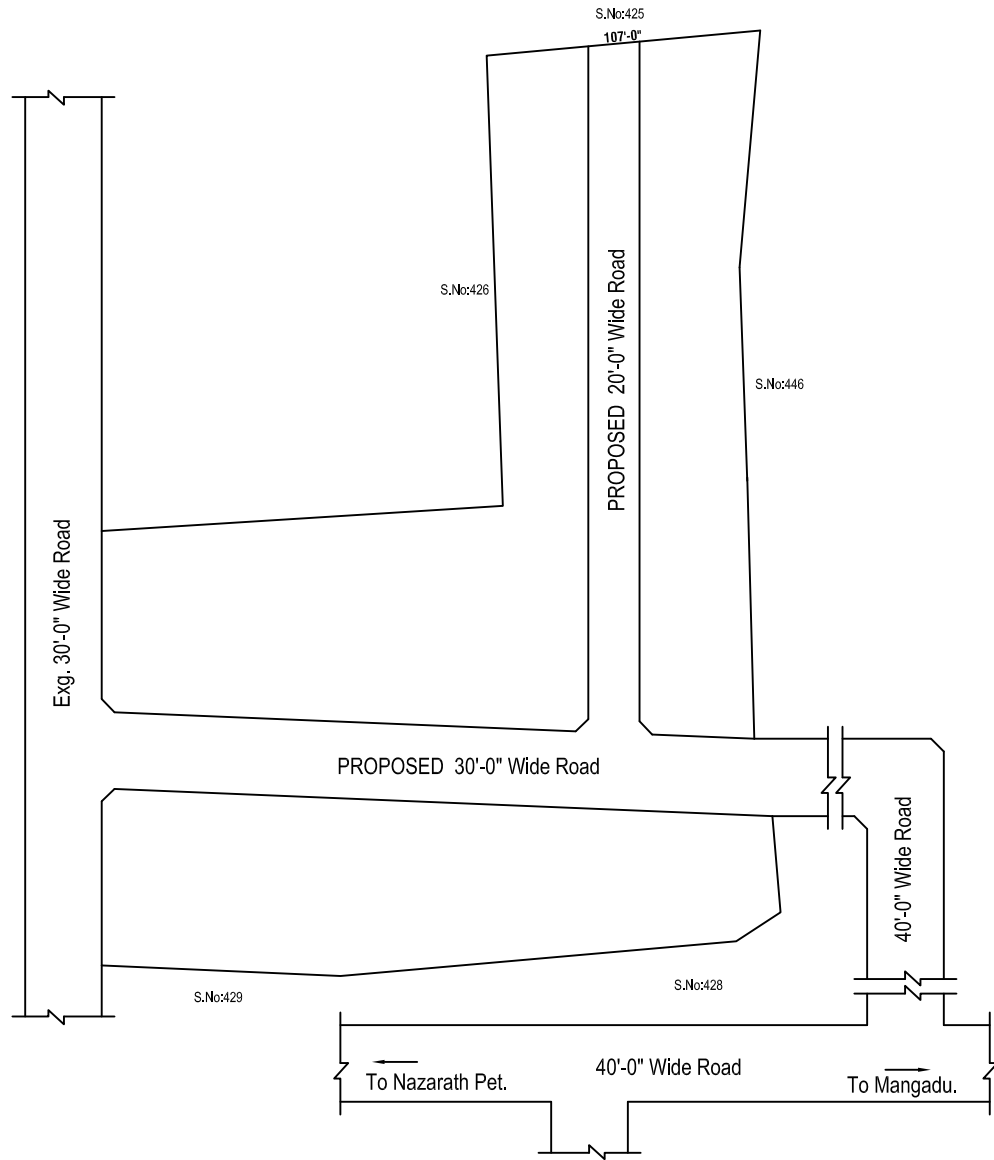 S.No:425
107'-0"
S.No:426
PROPOSED 20'-0" Wide Road
S.No:446
Exg. 30'-0" Wide Road
PROPOSED 30'-0" Wide Road
40'-0" Wide Road
S.No:429
S.No:428
To Nazarath Pet.
40'-0" Wide Road
To Mangadu.